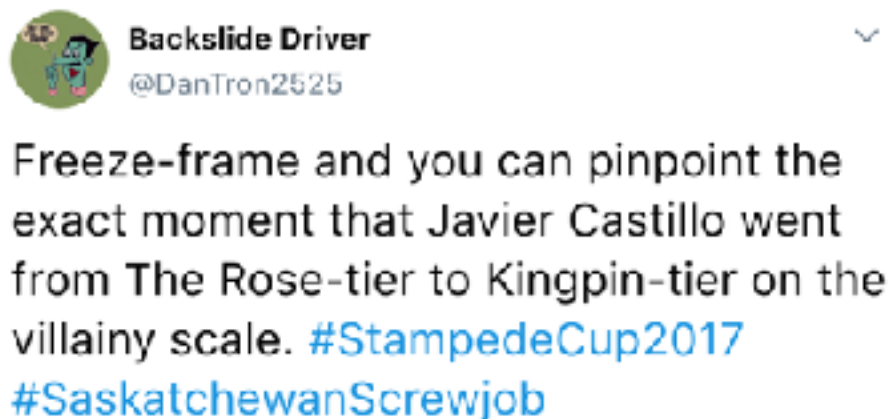 Backslide Driver
@DanTron2525
Freeze-frame and you can pinpoint the
exact moment that Javier Castillo went
from The Rose-tier to Kingpin-tier on the
villainy scale. #StampedeCup2017
#SaskatchewanScrewjob